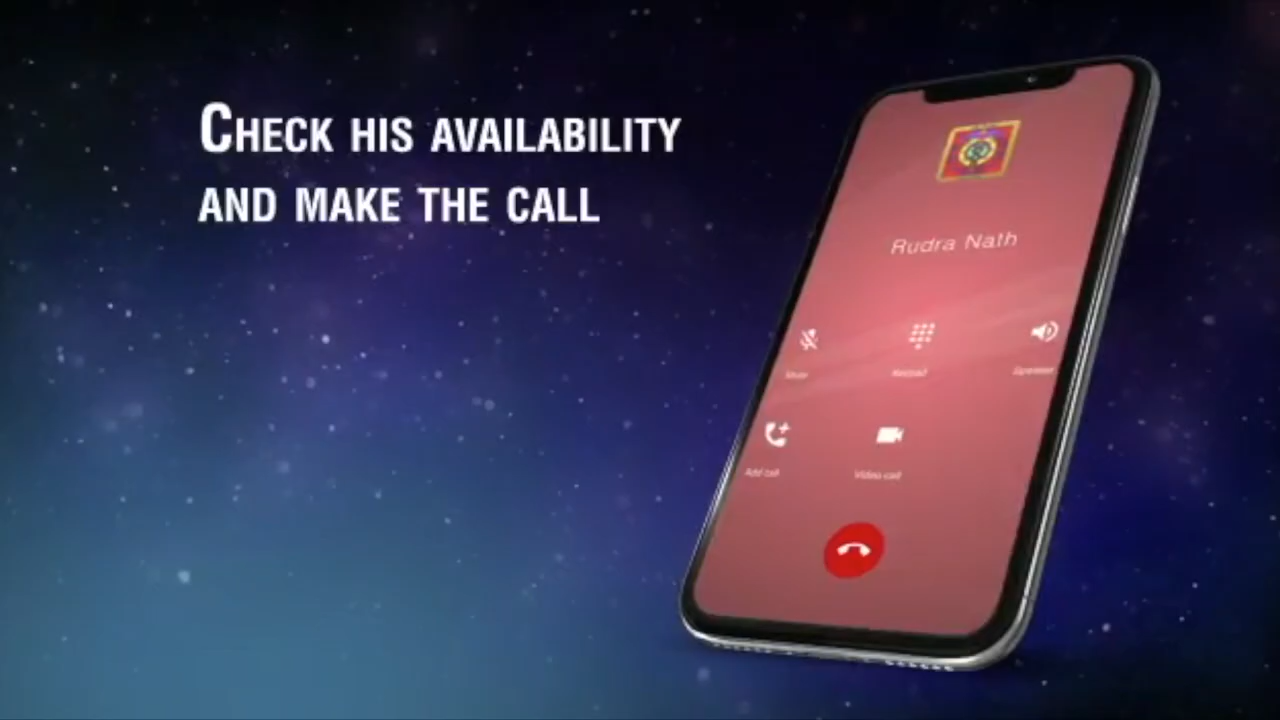 Check his availability
and make the call
Rudra Nath
Mute
Keypad
Speaker
Add call
Video call